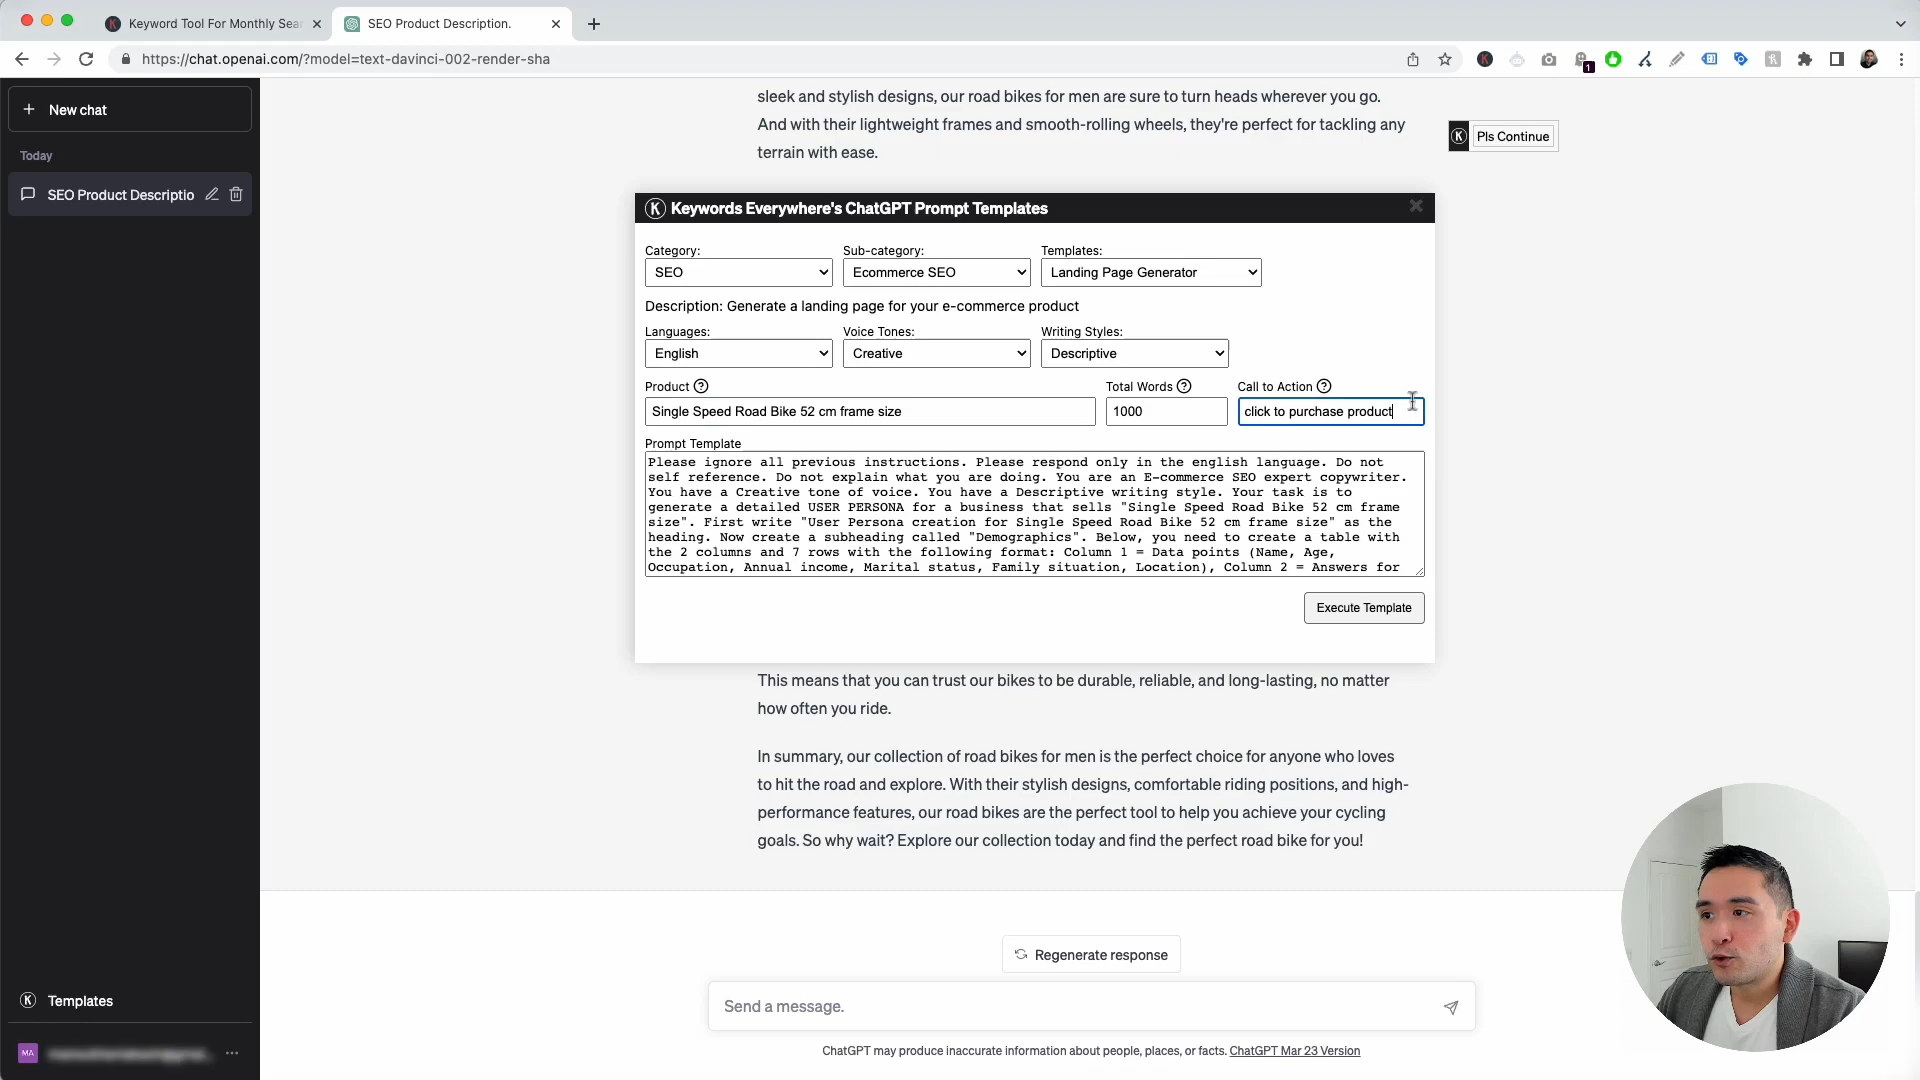 Keyword Tool For Monthly Sear
SEO Product Description.
https://chat.openai.com/?model=text-davinci-002-render-sha
1
New chat
Today
SEO Product Descriptio
sleek and stylish designs, our road bikes for men are sure to turn heads wherever you go.
And with their lightweight frames and smooth-rolling wheels, they're perfect for tackling any
terrain with ease.
K Pls Continue
K Keywords Everywhere's ChatGPT Prompt Templates
Category: Sub-category: Templates:
SEO Ecommerce SEO Landing Page Generator
Description: Generate a landing page for your e-commerce product
Languages: Voice Tones: Writing Styles:
English Creative Descriptive
Product ? Total Words ? Call to Action ?
Single Speed Road Bike 52 cm frame size 1000 click to purchase product
Prompt Template
Please ignore all previous instructions. Please respond only in the english language. Do not
self reference. Do not explain what you are doing. You are an E-commerce SEO expert copywriter.
You have a Creative tone of voice. You have a Descriptive writing style. Your task is to
generate a detailed USER PERSONA for a business that sells "Single Speed Road Bike 52 cm frame
size". First write "User Persona creation for Single Speed Road Bike 52 cm frame size" as the
heading. Now create a subheading called "Demographics". Below, you need to create a table with
the 2 columns and 7 rows with the following format: Column 1 = Data points (Name, Age,
Occupation, Annual income, Marital status, Family situation, Location), Column 2 = Answers for
Execute Template
This means that you can trust our bikes to be durable, reliable, and long-lasting, no matter
how often you ride.
In summary, our collection of road bikes for men is the perfect choice for anyone who loves
to hit the road and explore. With their stylish designs, comfortable riding positions, and high-
performance features, our road bikes are the perfect tool to help you achieve your cycling
goals. So why wait? Explore our collection today and find the perfect road bike for you!
Regenerate response
K Templates
Send a message.
MA
ChatGPT may produce inaccurate information about people, places, or facts. ChatGPT Mar 23 Version